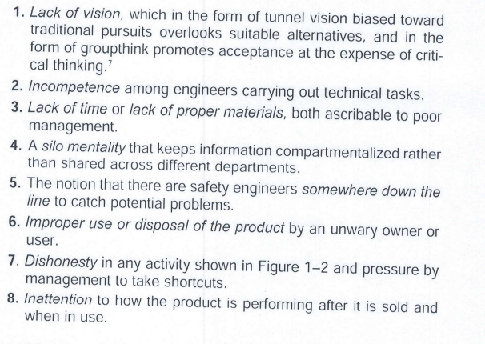 1. Lack of vision, which in the form of tunnel vision biased toward
traditional pursuits overlooks suitable alternatives, and in the
form of groupthink promotes acceptance at the expense of criti-
cal thinking.⁷
2. Incompetence among engineers carrying out technical tasks.
3. Lack of time or lack of proper materials, both ascribable to poor
management.
4. A silo mentality that keeps information compartmentalized rather
than shared across different departments.
5. The notion that there are safety engineers somewhere down the
line to catch potential problems.
6. Improper use or disposal of the product by an unwary owner or
user.
7. Dishonesty in any activity shown in Figure 1–2 and pressure by
management to take shortcuts.
8. Inattention to how the product is performing after it is sold and
when in use.